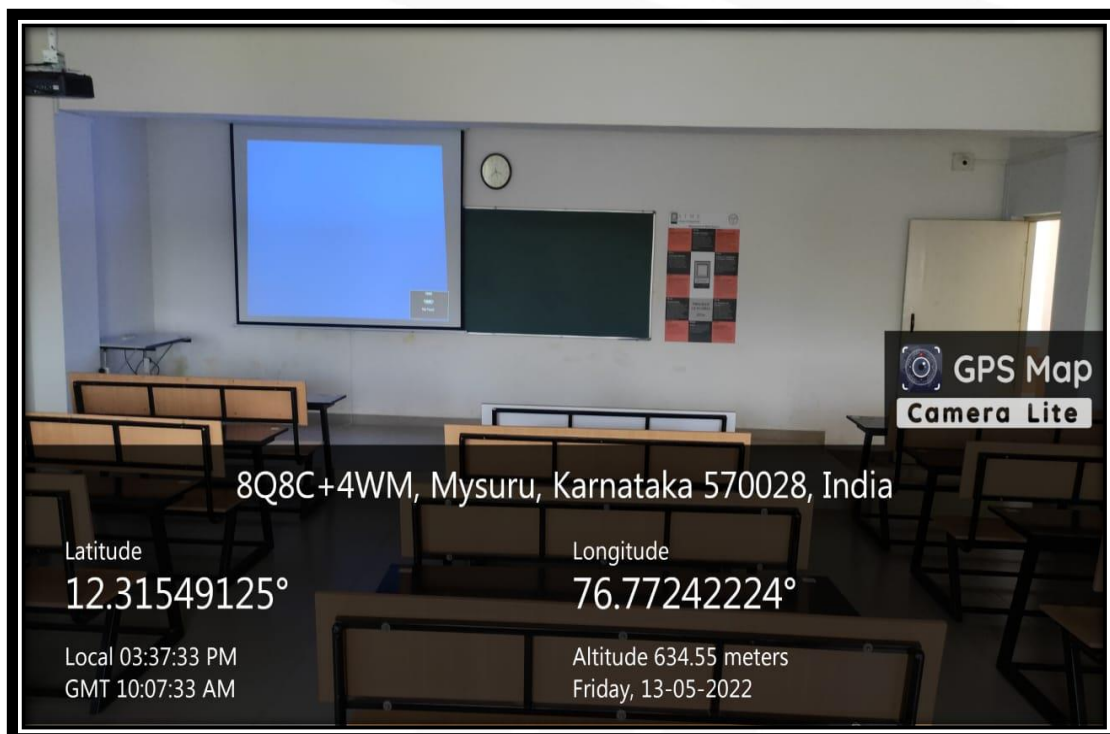 GPS Map
Camera Lite
8Q8C+4WM, Mysuru, Karnataka 570028, India
Latitude
12.31549125°
Longitude
76.77242224°
Local 03:37:33 PM
GMT 10:07:33 AM
Altitude 634.55 meters
Friday, 13-05-2022